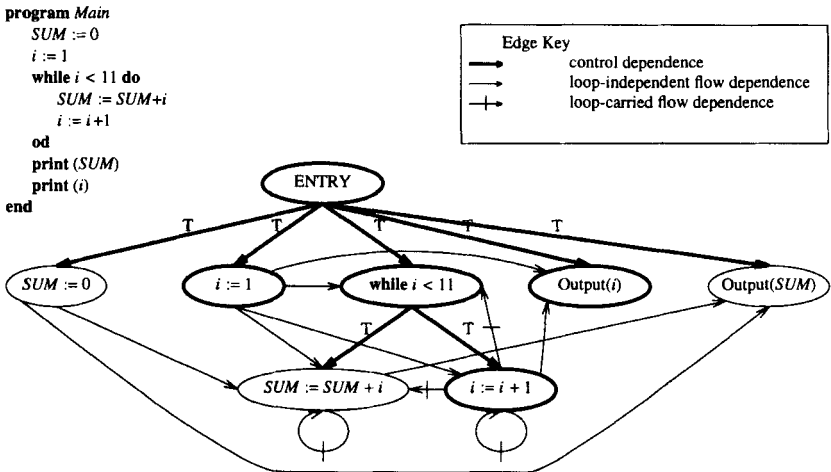 program Main
SUM := 0
i := 1
while i < 11 do
SUM := SUM+i
i := i+1
od
print (SUM)
print (i)
end
Edge Key
control dependence
loop-independent flow dependence
loop-carried flow dependence
ENTRY
T T T T T
SUM := 0
i := 1
while i < 11
Output(i)
Output(SUM)
T T
SUM := SUM + i
i := i + 1